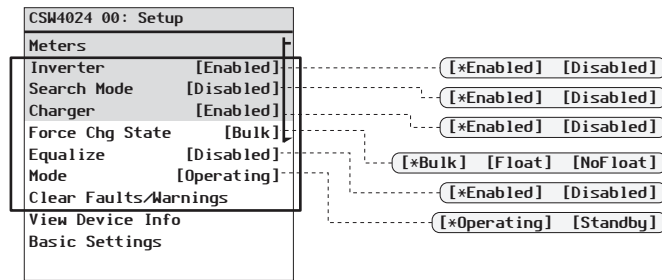 CSW4024 00: Setup
Meters
Inverter [Enabled] [*Enabled] [Disabled]
Search Mode [Disabled] [*Enabled] [Disabled]
Charger [Enabled] [*Enabled] [Disabled]
Force Chg State [Bulk] [*Bulk] [Float] [NoFloat]
Equalize [Disabled] [*Enabled] [Disabled]
Mode [Operating] [*Operating] [Standby]
Clear Faults/Warnings
View Device Info
Basic Settings